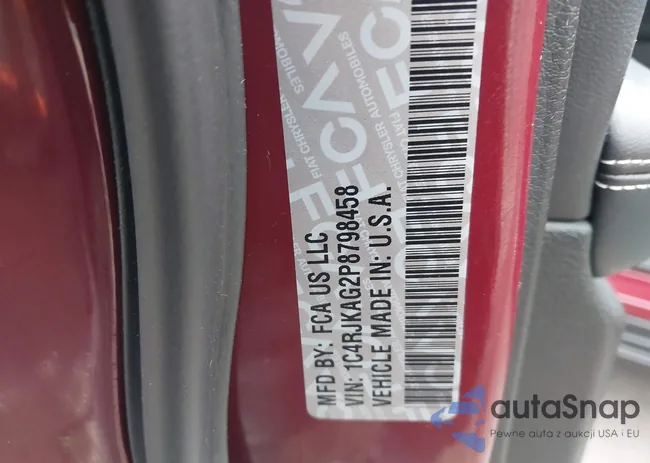 MFD BY: FCA US LLC
VIN: 1C4RJKAG2P8798458
VEHICLE MADE IN: U.S.A.
FIAT CHRYSLER AUTOMOBILES
autaSnap
Pewne auta z aukcji USA i EU